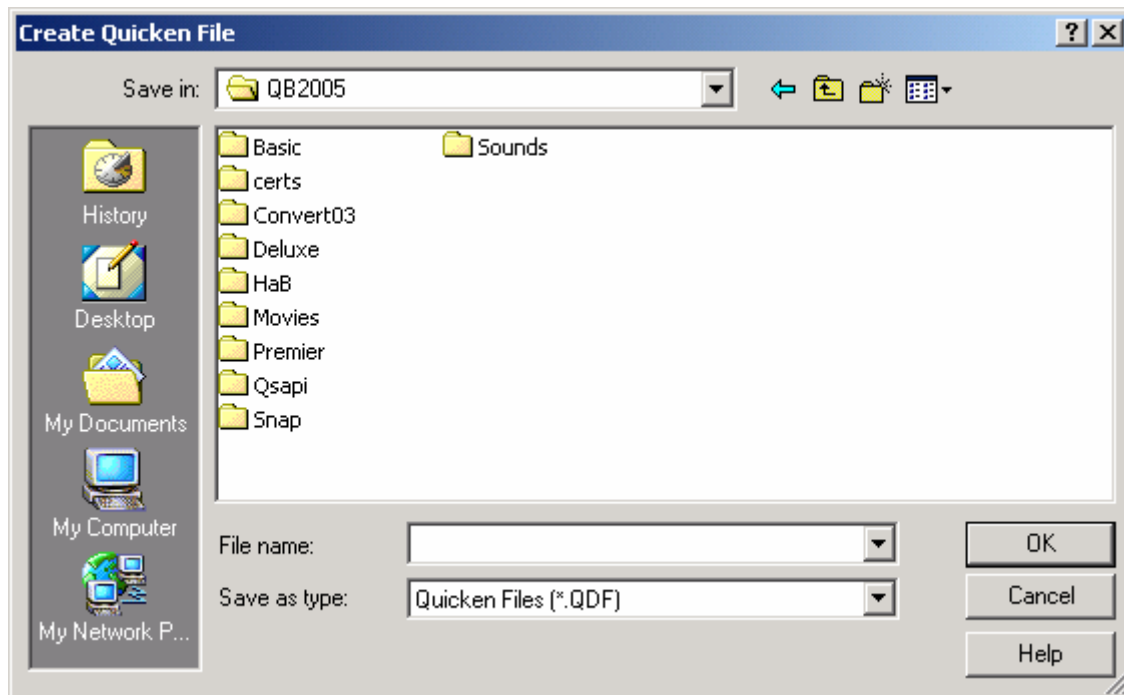 Create Quicken File
Save in: QB2005
Basic
certs
Convert03
Deluxe
HaB
Movies
Premier
Qsapi
Snap
Sounds
History
Desktop
My Documents
My Computer
My Network P...
File name:
Save as type: Quicken Files (*.QDF)
OK
Cancel
Help